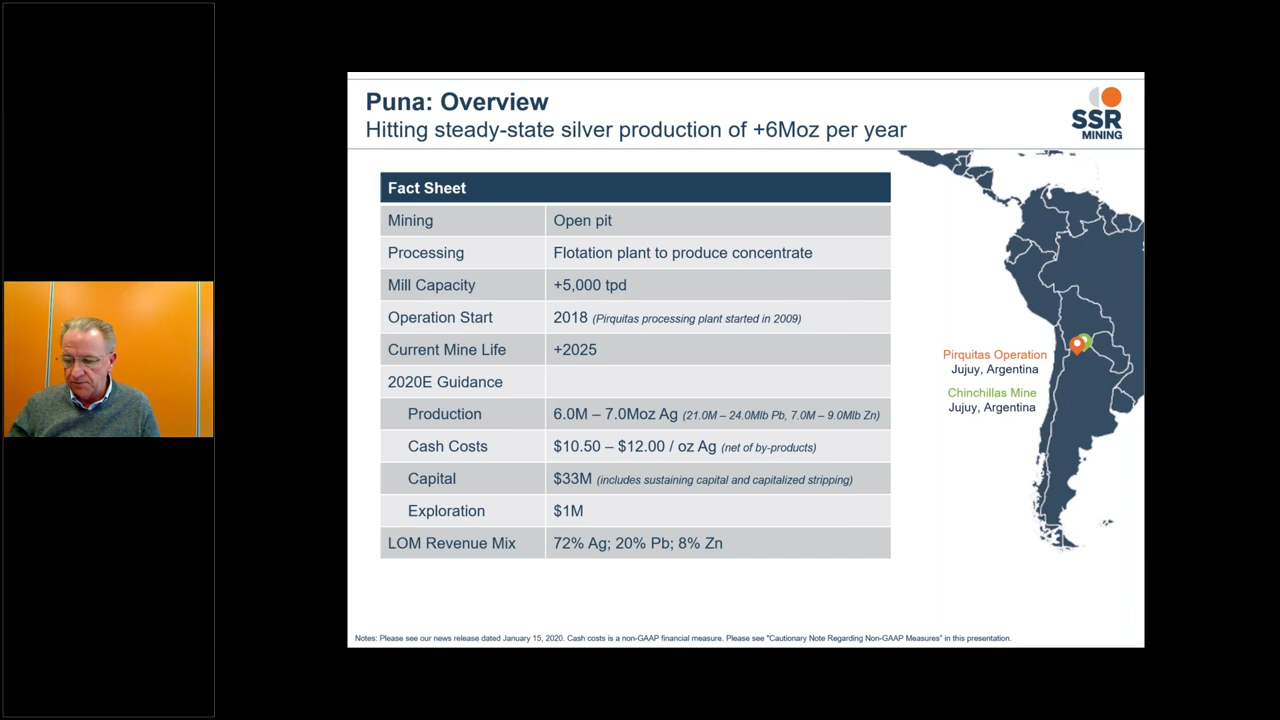 Puna: Overview
Hitting steady-state silver production of +6Moz per year
SSR
MINING
Fact Sheet
Mining Open pit
Processing Flotation plant to produce concentrate
Mill Capacity +5,000 tpd
Operation Start 2018 (Pirquitas processing plant started in 2009)
Current Mine Life +2025
2020E Guidance
Production 6.0M – 7.0Moz Ag (21.0M – 24.0Mlb Pb, 7.0M – 9.0Mlb Zn)
Cash Costs $10.50 – $12.00 / oz Ag (net of by-products)
Capital $33M (includes sustaining capital and capitalized stripping)
Exploration $1M
LOM Revenue Mix 72% Ag; 20% Pb; 8% Zn
Pirquitas Operation
Jujuy, Argentina
Chinchillas Mine
Jujuy, Argentina
Notes: Please see our news release dated January 15, 2020. Cash costs is a non-GAAP financial measure. Please see "Cautionary Note Regarding Non-GAAP Measures" in this presentation.